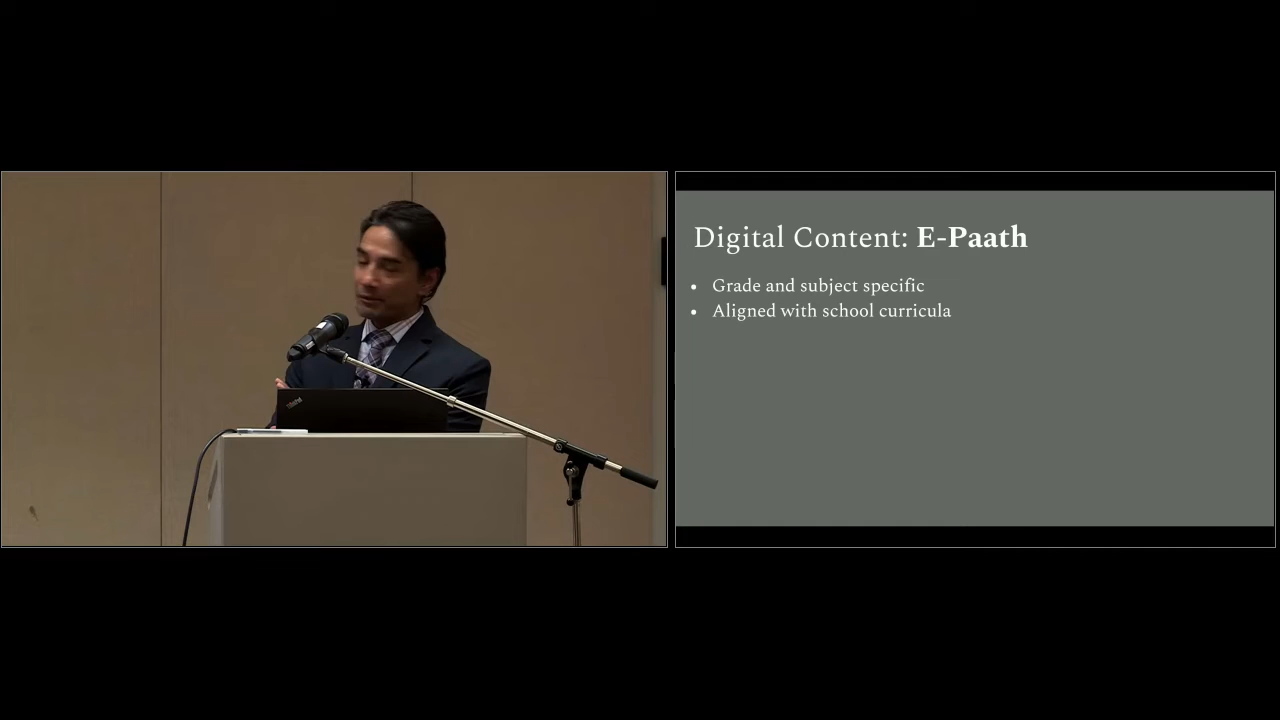 Digital Content: E-Paath
• Grade and subject specific
• Aligned with school curricula